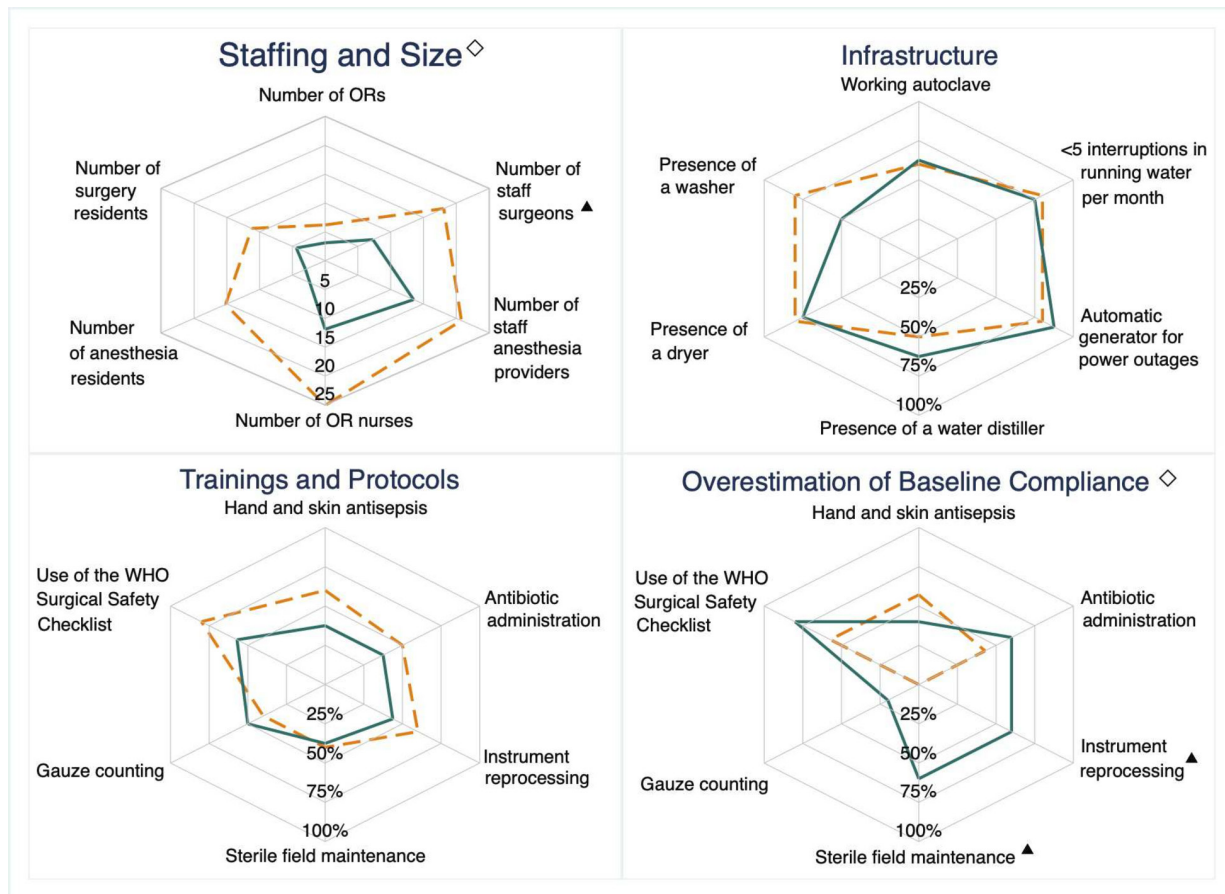 Staffing and Size ◇
Number of ORs
Number of
surgery
residents
Number of
staff
surgeons ▲
5
10
15
20
25
Number
of anesthesia
residents
Number of
staff
anesthesia
providers
Number of OR nurses
Infrastructure
Working autoclave
Presence of
a washer
<5 interruptions in
running water
per month
25%
50%
75%
100%
Presence of
a dryer
Automatic
generator for
power outages
Presence of a water distiller
Trainings and Protocols
Hand and skin antisepsis
Use of the WHO
Surgical Safety
Checklist
Antibiotic
administration
25%
50%
75%
100%
Gauze counting
Instrument
reprocessing
Sterile field maintenance
Overestimation of Baseline Compliance ◇
Hand and skin antisepsis
Use of the WHO
Surgical Safety
Checklist
Antibiotic
administration
25%
50%
75%
100%
Gauze counting
Instrument
reprocessing ▲
Sterile field maintenance ▲